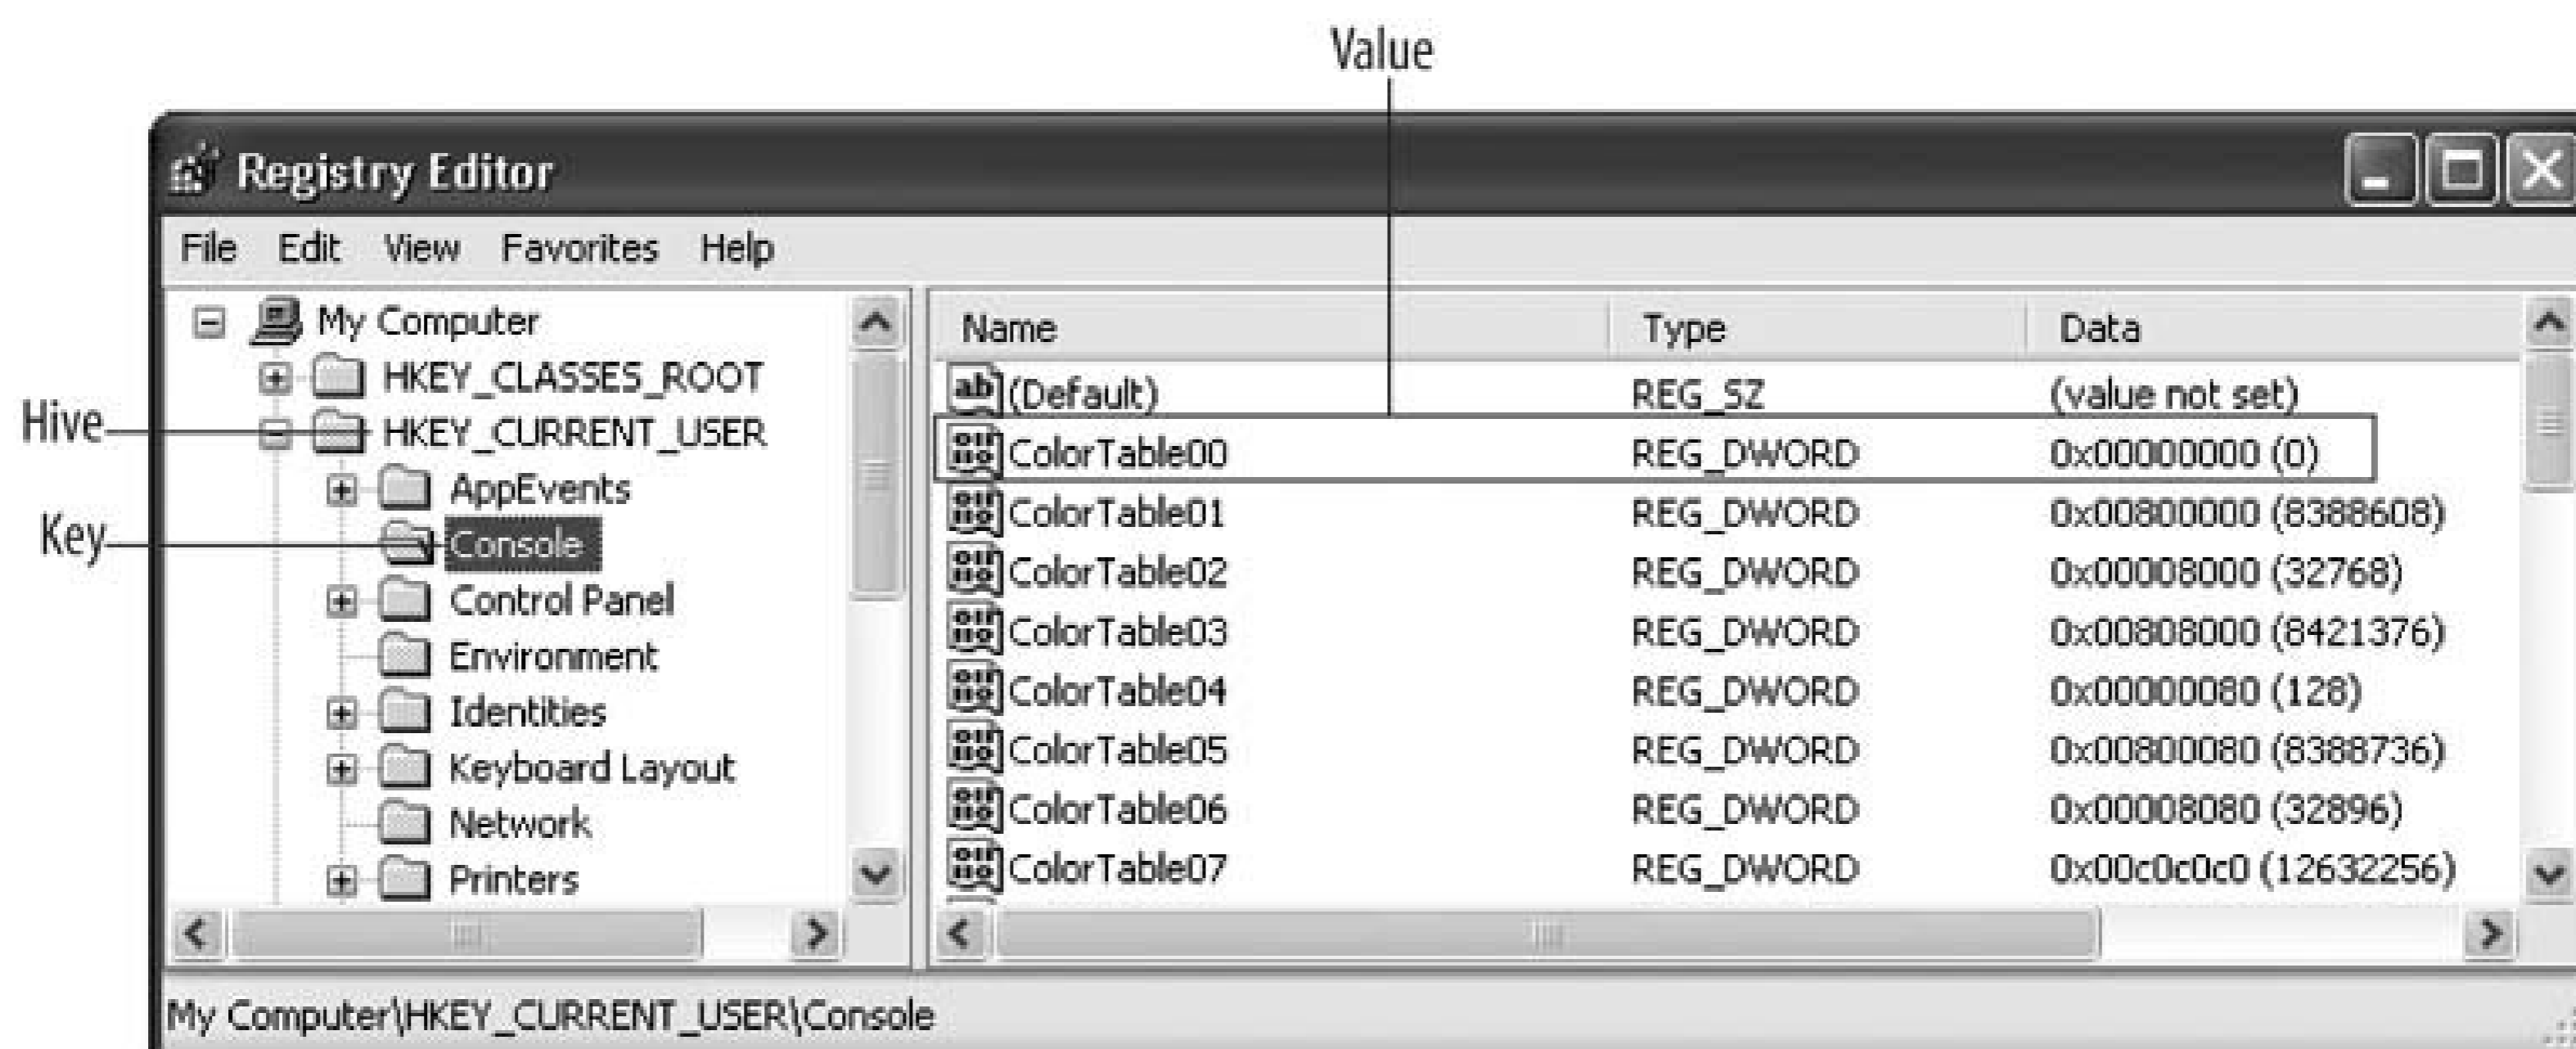 Value
Registry Editor
File Edit View Favorites Help
My Computer
HKEY_CLASSES_ROOT
Hive
HKEY_CURRENT_USER
AppEvents
Key
Console
Control Panel
Environment
Identities
Keyboard Layout
Network
Printers
Name Type Data
ab (Default) REG_SZ (value not set)
ColorTable00 REG_DWORD 0x00000000 (0)
ColorTable01 REG_DWORD 0x00800000 (8388608)
ColorTable02 REG_DWORD 0x00008000 (32768)
ColorTable03 REG_DWORD 0x00808000 (8421376)
ColorTable04 REG_DWORD 0x00000080 (128)
ColorTable05 REG_DWORD 0x00800080 (8388736)
ColorTable06 REG_DWORD 0x00008080 (32896)
ColorTable07 REG_DWORD 0x00c0c0c0 (12632256)
My Computer\HKEY_CURRENT_USER\Console